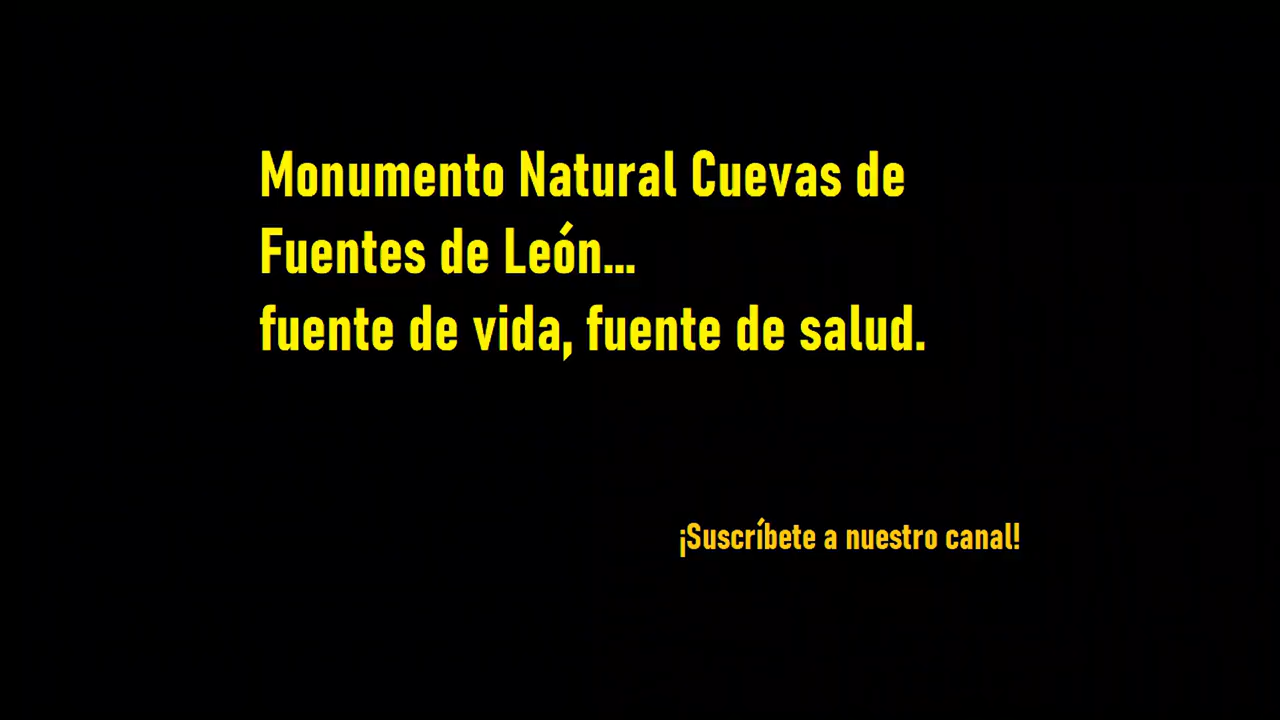 Monumento Natural Cuevas de
Fuentes de León...
fuente de vida, fuente de salud.
¡Suscríbete a nuestro canal!